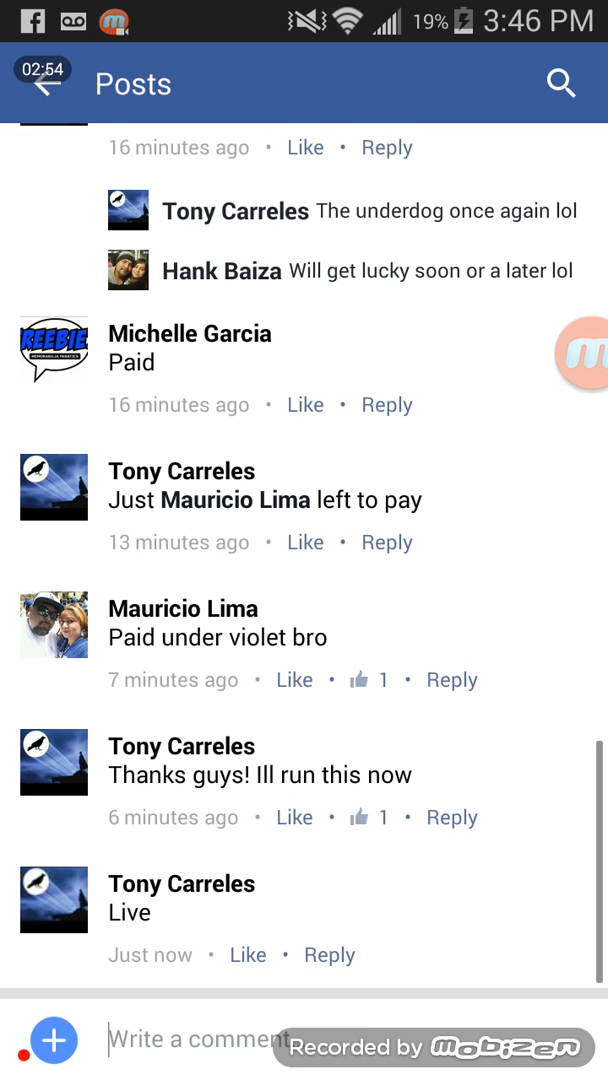 19% 3:46 PM
02:54
Posts
16 minutes ago • Like • Reply
Tony Carreles The underdog once again lol
Hank Baiza Will get lucky soon or a later lol
REEBIE
MEMORABILIA FANATICS
Michelle Garcia
Paid
16 minutes ago • Like • Reply
Tony Carreles
Just Mauricio Lima left to pay
13 minutes ago • Like • Reply
Mauricio Lima
Paid under violet bro
7 minutes ago • Like • 1 • Reply
Tony Carreles
Thanks guys! Ill run this now
6 minutes ago • Like • 1 • Reply
Tony Carreles
Live
Just now • Like • Reply
Write a comment
Recorded by mobizen